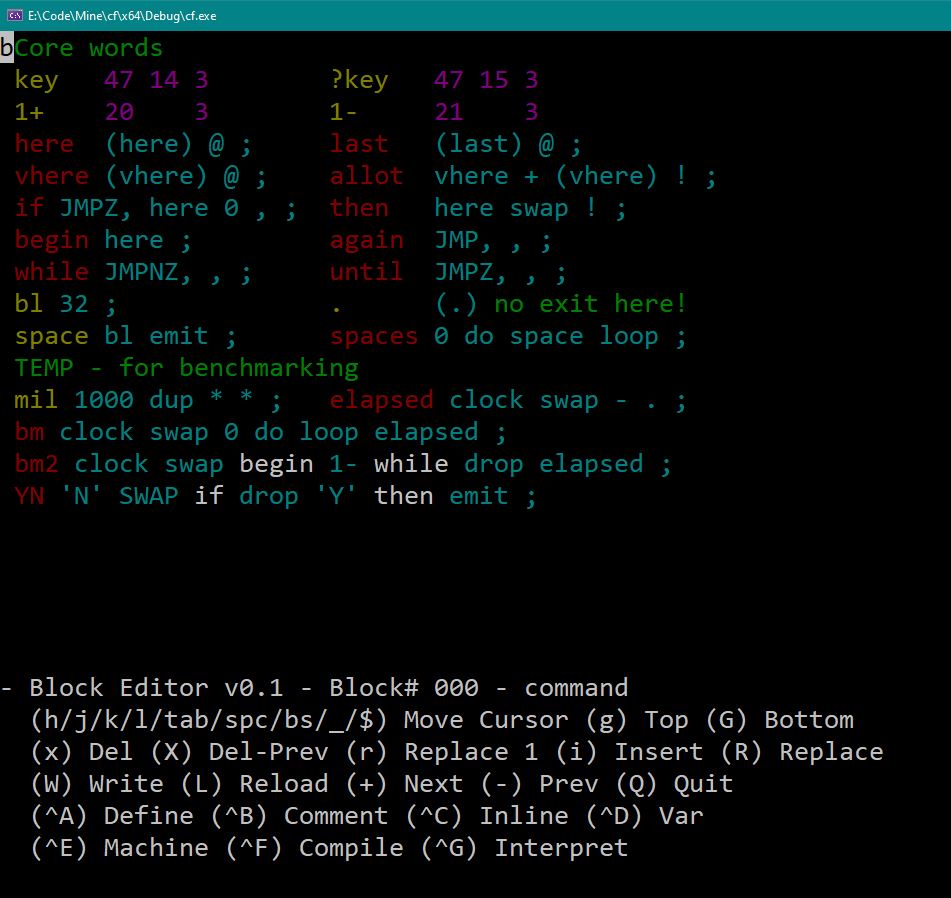 E:\Code\Mine\cf\x64\Debug\cf.exe
bCore words
key   47 14 3        ?key   47 15 3
1+    20    3        1-     21    3
here  (here) @ ;     last   (last) @ ;
vhere (vhere) @ ;    allot  vhere + (vhere) ! ;
if JMPZ, here 0 , ;  then   here swap ! ;
begin here ;         again  JMP, , ;
while JMPNZ, , ;     until  JMPZ, , ;
bl 32 ;              .      (.) no exit here!
space bl emit ;      spaces 0 do space loop ;
TEMP - for benchmarking
mil 1000 dup * * ;   elapsed clock swap - . ;
bm clock swap 0 do loop elapsed ;
bm2 clock swap begin 1- while drop elapsed ;
YN 'N' SWAP if drop 'Y' then emit ;
- Block Editor v0.1 - Block# 000 - command
(h/j/k/l/tab/spc/bs/_/$) Move Cursor (g) Top (G) Bottom
(x) Del (X) Del-Prev (r) Replace 1 (i) Insert (R) Replace
(W) Write (L) Reload (+) Next (-) Prev (Q) Quit
(^A) Define (^B) Comment (^C) Inline (^D) Var
(^E) Machine (^F) Compile (^G) Interpret